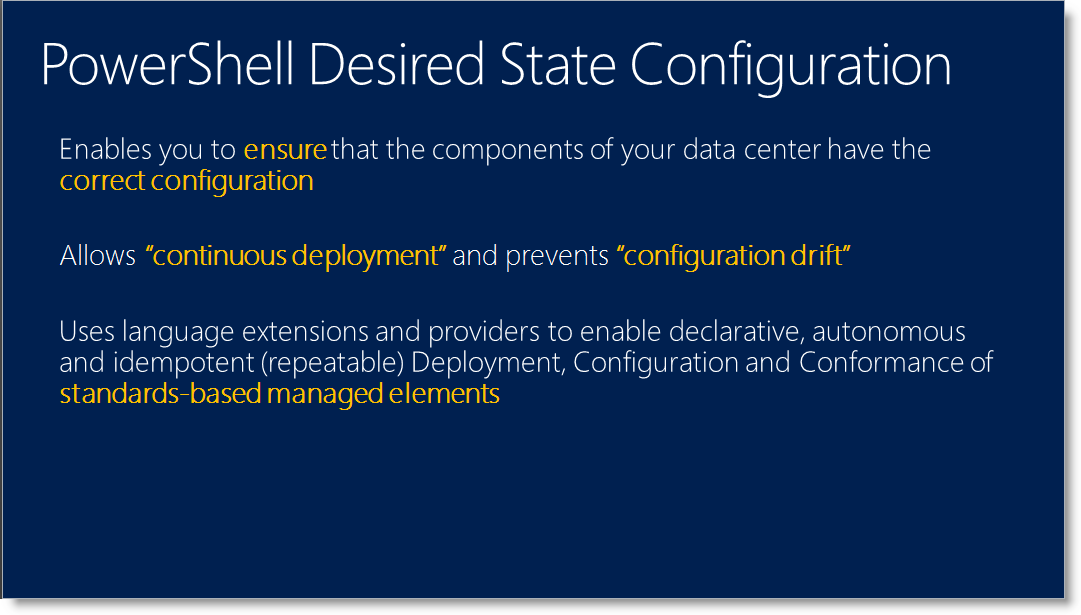 PowerShell Desired State Configuration
Enables you to ensure that the components of your data center have the
correct configuration
Allows “continuous deployment” and prevents “configuration drift”
Uses language extensions and providers to enable declarative, autonomous
and idempotent (repeatable) Deployment, Configuration and Conformance of
standards-based managed elements